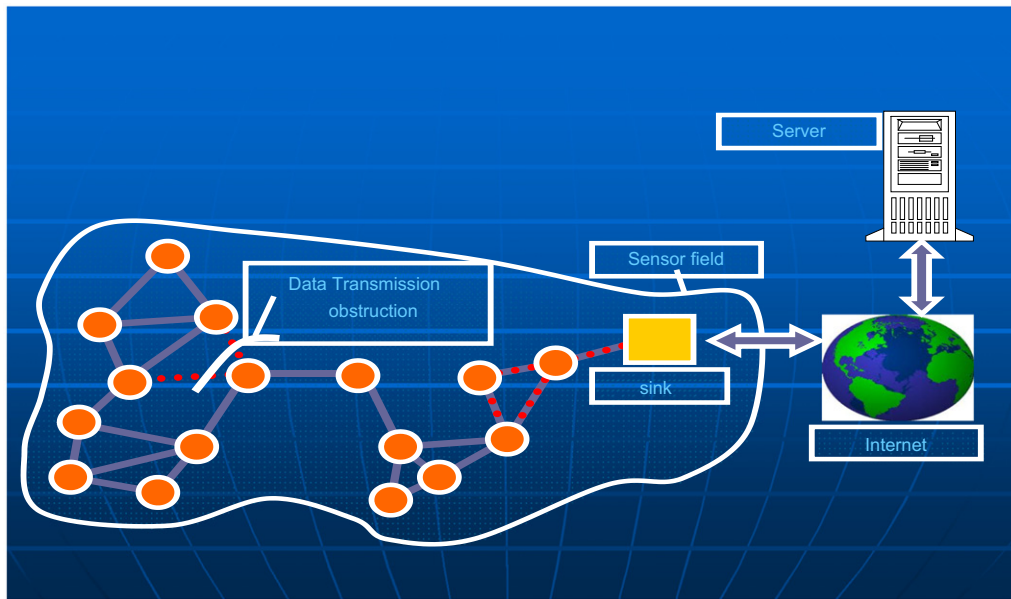 Server
Sensor field
Data Transmission
obstruction
sink
Internet